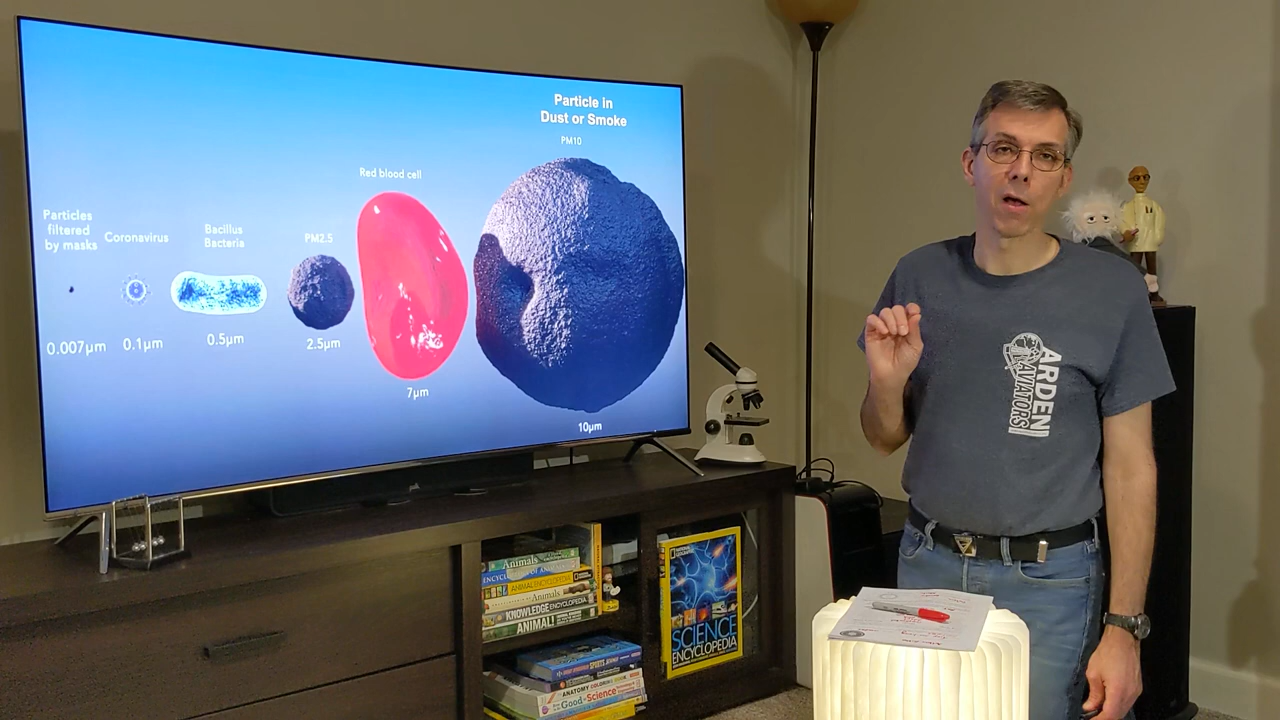 Particle in
Dust or Smoke
PM10
Red blood cell
Particles
filtered
by masks
Coronavirus
Bacillus
Bacteria
PM2.5
0.007µm
0.1µm
0.5µm
2.5µm
7µm
10µm
ARDEN
AVIATORS
Animals
ANIMAL ENCYCLOPEDIA
Animals
KNOWLEDGE ENCYCLOPEDIA
ANIMAL
SCIENCE
ENCYCLOPEDIA
ANATOMY COLORING
Good Science